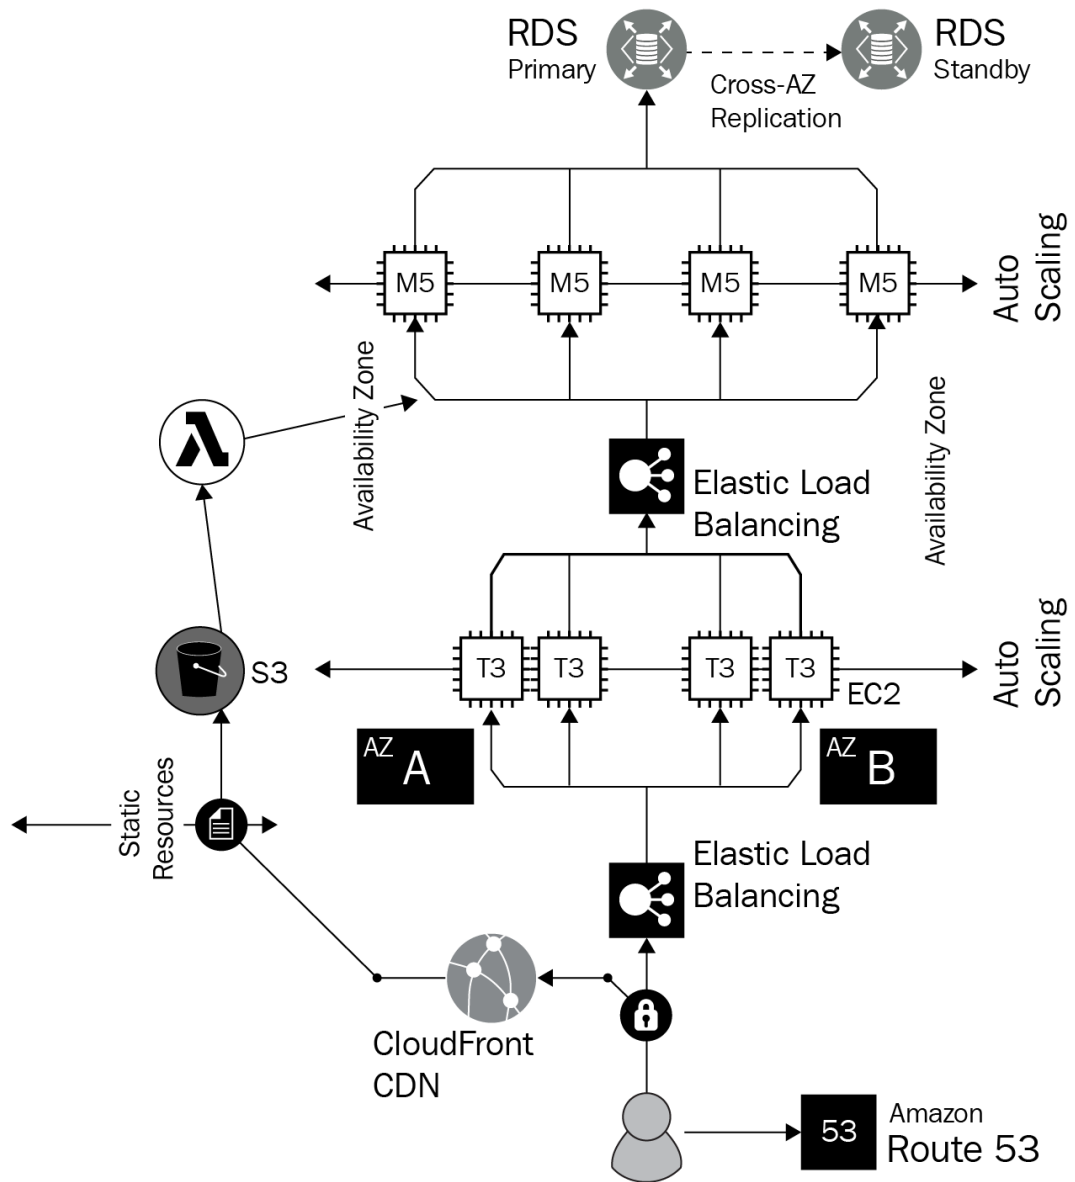 RDS
Primary
RDS
Standby
Cross-AZ
Replication
M5
M5
M5
M5
Auto
Scaling
Availability Zone
Availability Zone
Elastic Load
Balancing
S3
T3
T3
T3
T3
EC2
Auto
Scaling
AZ
A
AZ
B
Static
Resources
Elastic Load
Balancing
CloudFront
CDN
53
Amazon
Route 53